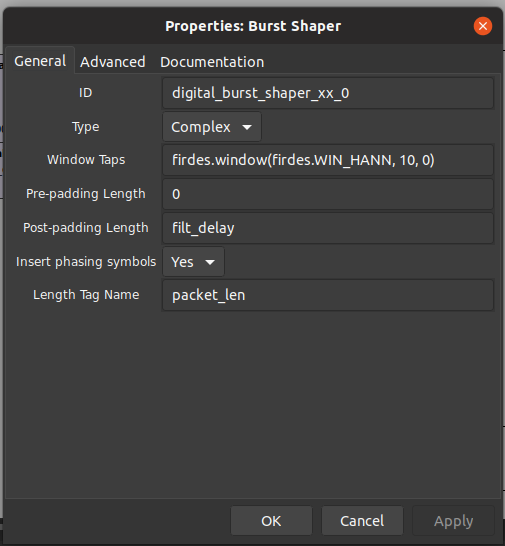 Properties: Burst Shaper
General Advanced Documentation
ID digital_burst_shaper_xx_0
Type Complex
Window Taps firdes.window(firdes.WIN_HANN, 10, 0)
Pre-padding Length 0
Post-padding Length filt_delay
Insert phasing symbols Yes
Length Tag Name packet_len
OK Cancel Apply